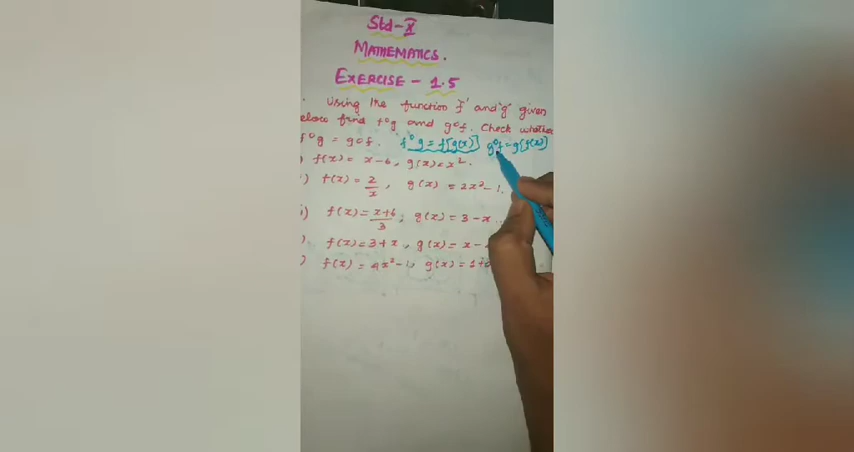 Std-X
MATHEMATICS.
EXERCISE - 1.5
Using the function 'f' and 'g' given
find f°g and g°f. Check whether
f°g = g°f. f°g = f[g(x)] g°f = g[f(x)]
) f(x) = x-6, g(x) = x².
) f(x) = 2/x, g(x) = 2x²-1.
) f(x) = x+6/3, g(x) = 3-x
) f(x) = 3+x, g(x) = x-
) f(x) = 4x²-1, g(x) = 1+